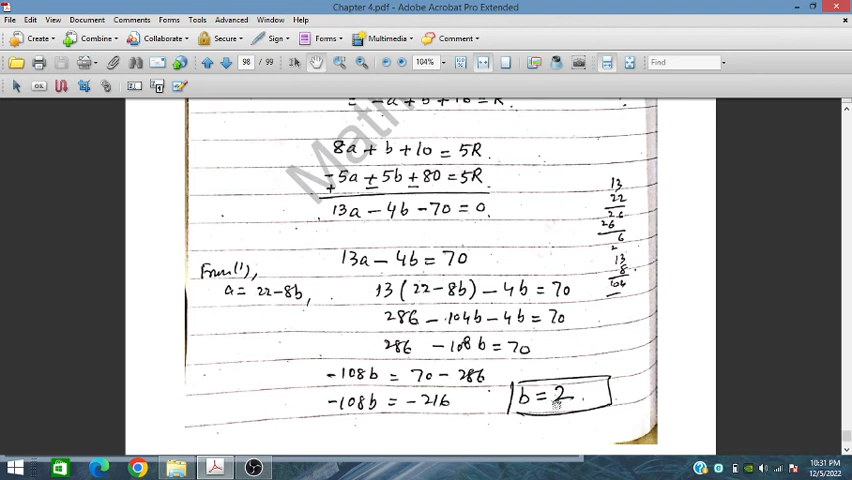 Chapter 4.pdf - Adobe Acrobat Pro Extended
File Edit View Document Comments Forms Tools Advanced Window Help
Create Combine Collaborate Secure Sign Forms Multimedia Comment
98 / 99 104% Find
= -a + 5 + 16 = R.
8a + b + 10 = 5R.
-5a + 5b + 80 = 5R
+ - -
13a - 4b - 70 = 0.
Math
13a - 4b = 70
From (1),
a = 22 - 8b,
13 (22 - 8b) - 4b = 70
286 - 104b - 4b = 70
286 - 108b = 70
-108b = 70 - 286
-108b = -216
b = 2.
13
22
26
26
6
2
13
8
104
10:31 PM
12/5/2022